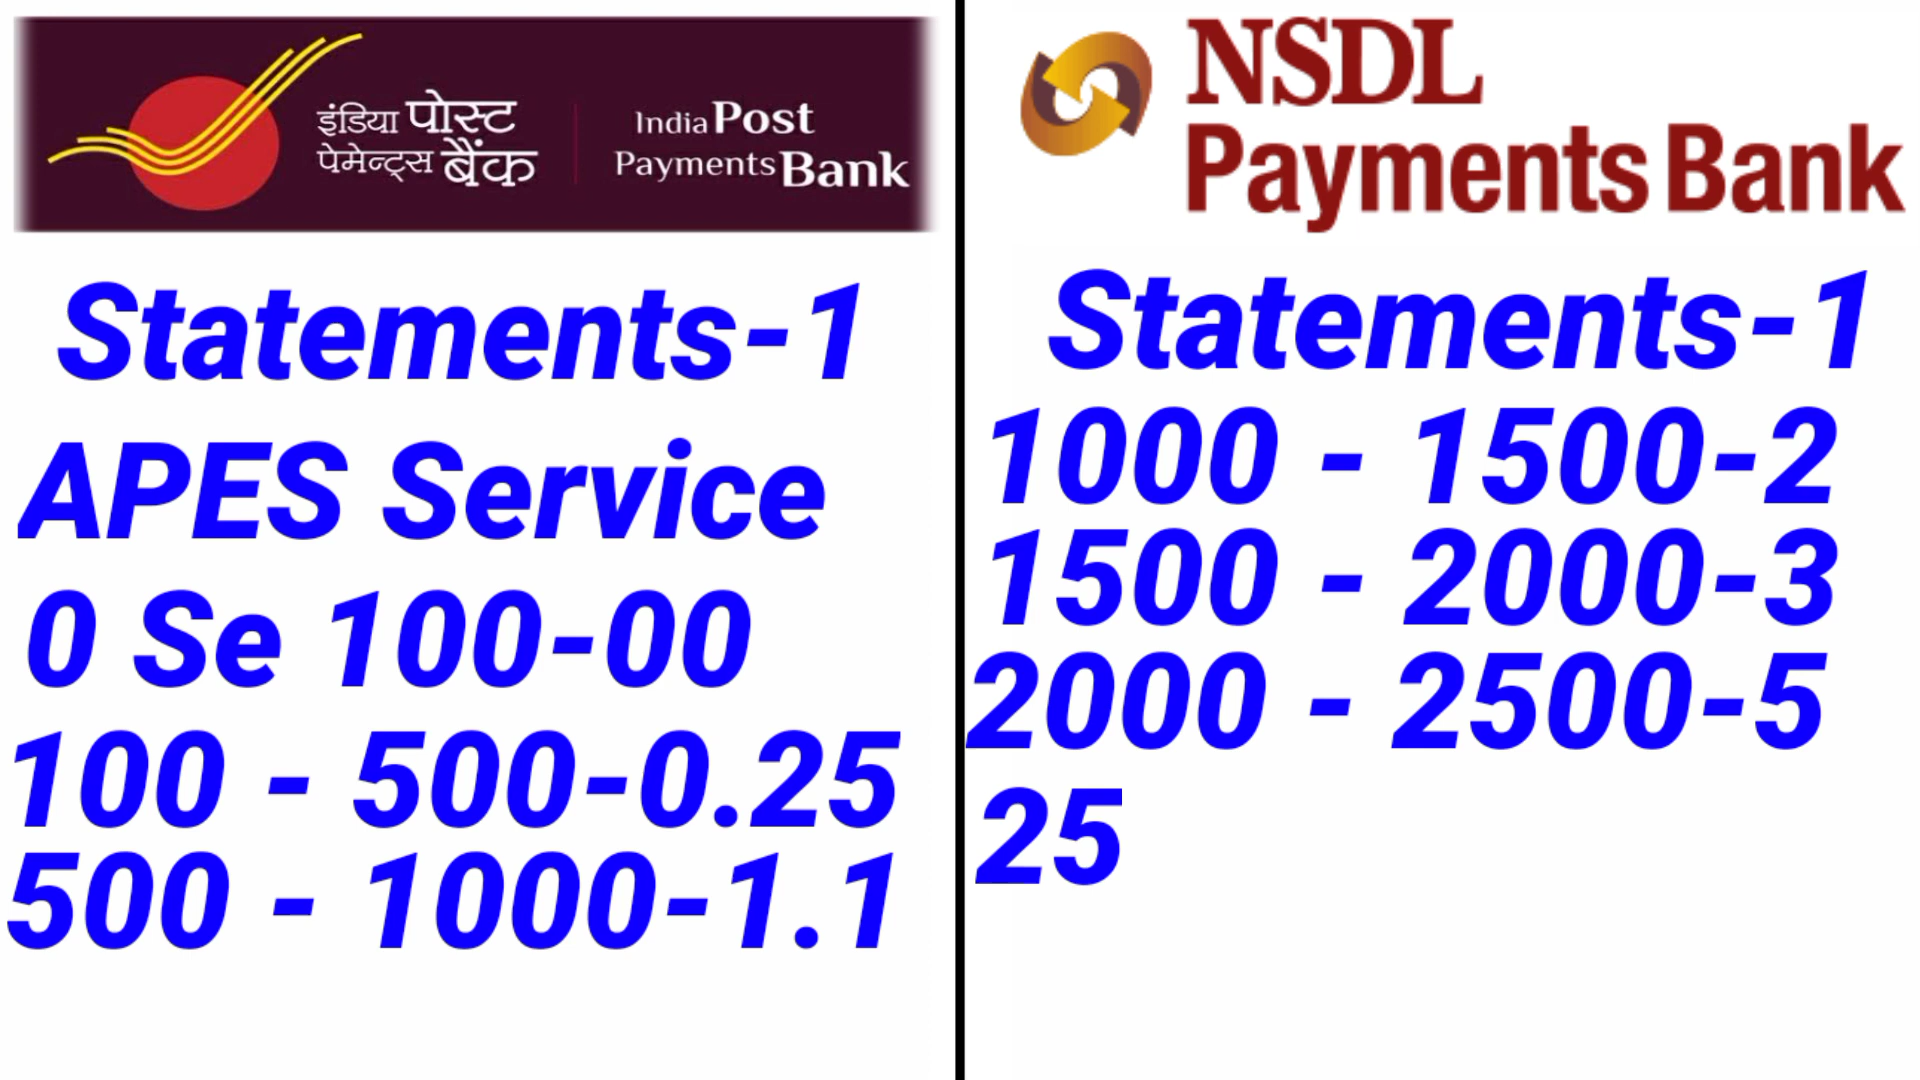 इंडिया पोस्ट
पेमेन्ट्स बैंक
India Post
Payments Bank
Statements-1
APES Service
0 Se 100-00
100 - 500-0.25
500 - 1000-1.1
NSDL
Payments Bank
Statements-1
1000 - 1500-2
1500 - 2000-3
2000 - 2500-5
25